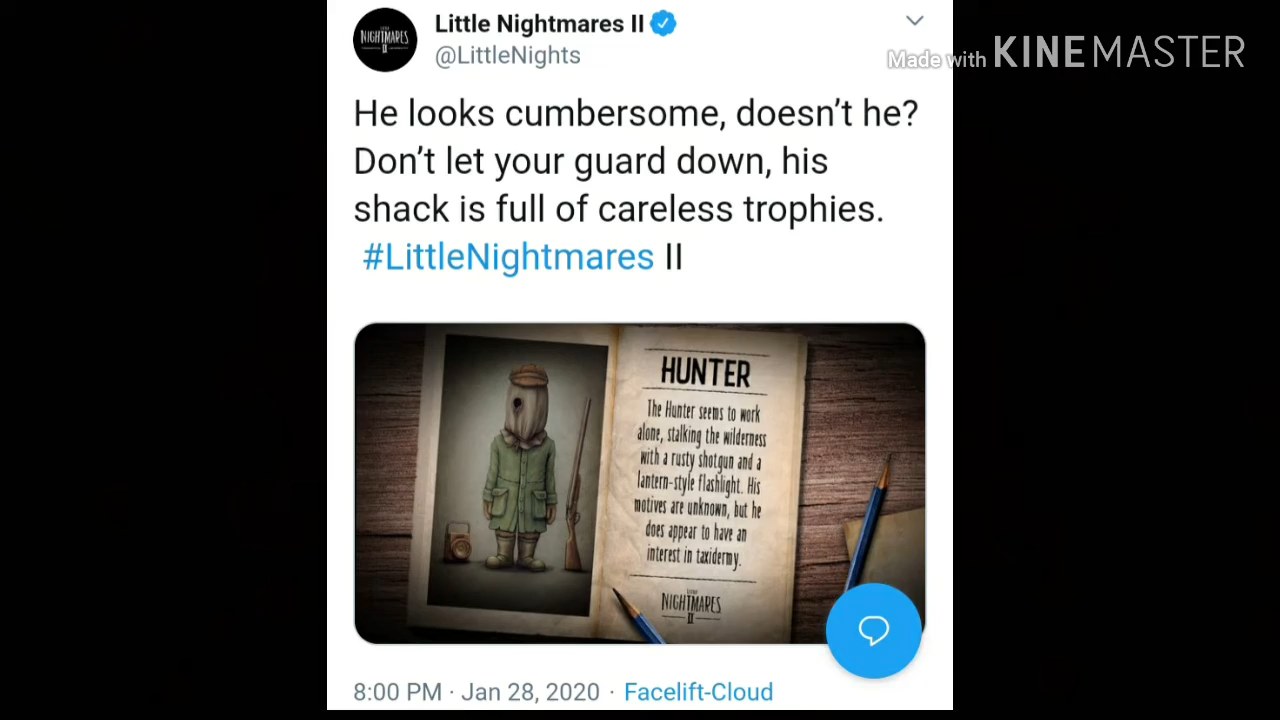 NIGHTMARES
II
Little Nightmares II
@LittleNights
Made with KINEMASTER
He looks cumbersome, doesn't he?
Don't let your guard down, his
shack is full of careless trophies.
#LittleNightmares II
HUNTER
The Hunter seems to work
alone, stalking the wilderness
with a rusty shotgun and a
lantern-style flashlight. His
motives are unknown, but he
does appear to have an
interest in taxidermy.
LITTLE
NIGHTMARES
II
8:00 PM · Jan 28, 2020 · Facelift-Cloud